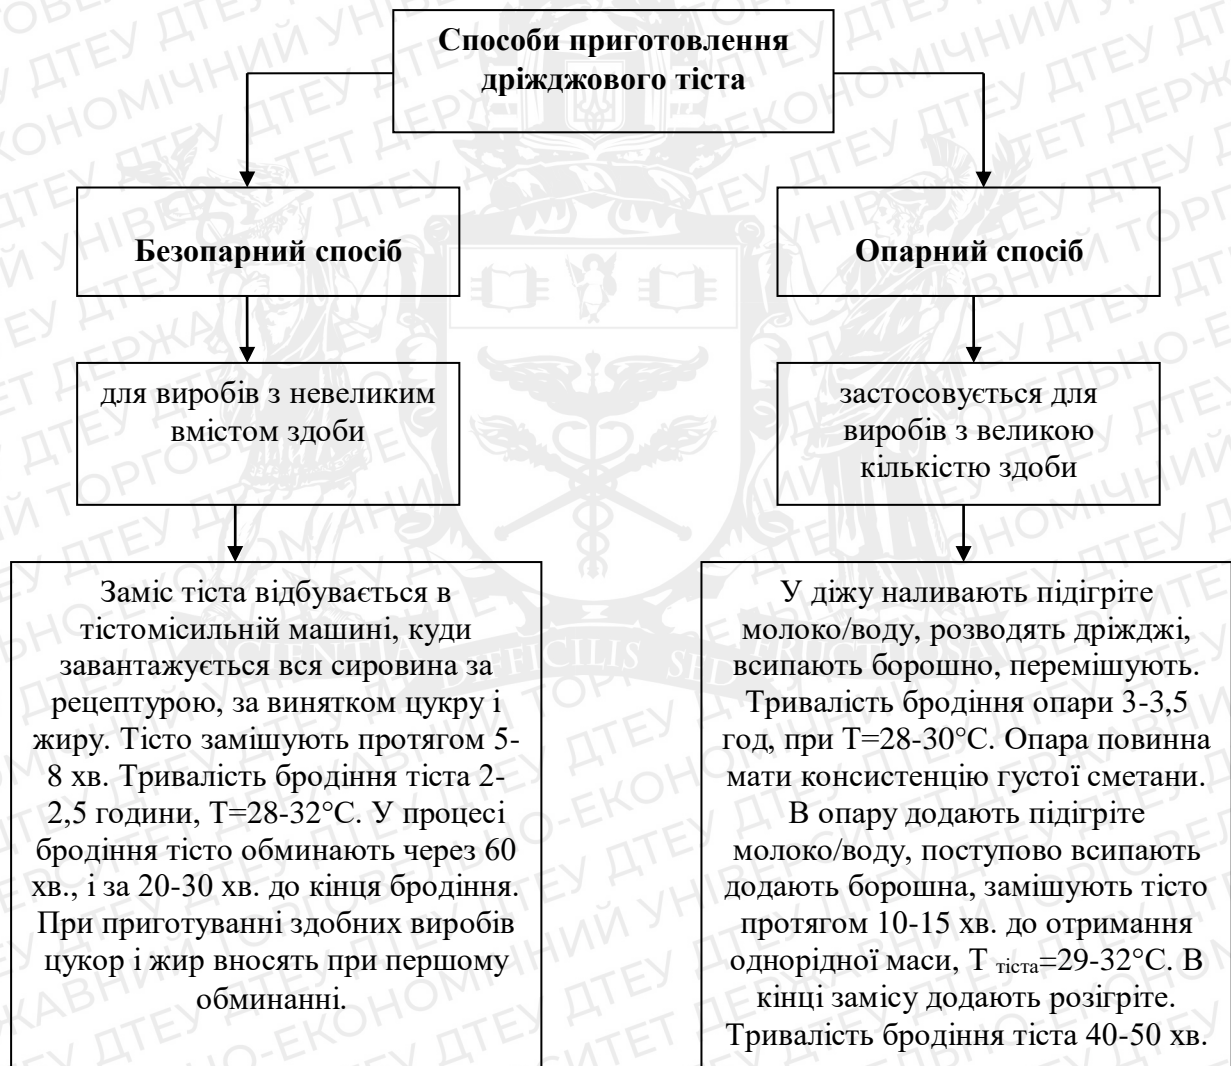 Способи приготовлення
дріжджового тіста
Безопарний спосіб
Опарний спосіб
для виробів з невеликим
вмістом здоби
застосовується для
виробів з великою
кількістю здоби
Заміс тіста відбувається в
тістомісильній машині, куди
завантажується вся сировина за
рецептурою, за винятком цукру і
жиру. Тісто замішують протягом 5-
8 хв. Тривалість бродіння тіста 2-
2,5 години, Т=28-32°С. У процесі
бродіння тісто обминають через 60
хв., і за 20-30 хв. до кінця бродіння.
При приготуванні здобних виробів
цукор і жир вносять при першому
обминанні.
У діжу наливають підігріте
молоко/воду, розводять дріжджі,
всипають борошно, перемішують.
Тривалість бродіння опари 3-3,5
год, при Т=28-30°С. Опара повинна
мати консистенцію густої сметани.
В опару додають підігріте
молоко/воду, поступово всипають
додають борошна, замішують тісто
протягом 10-15 хв. до отримання
однорідної маси, Т тіста=29-32°С. В
кінці замісу додають розігріте.
Тривалість бродіння тіста 40-50 хв.